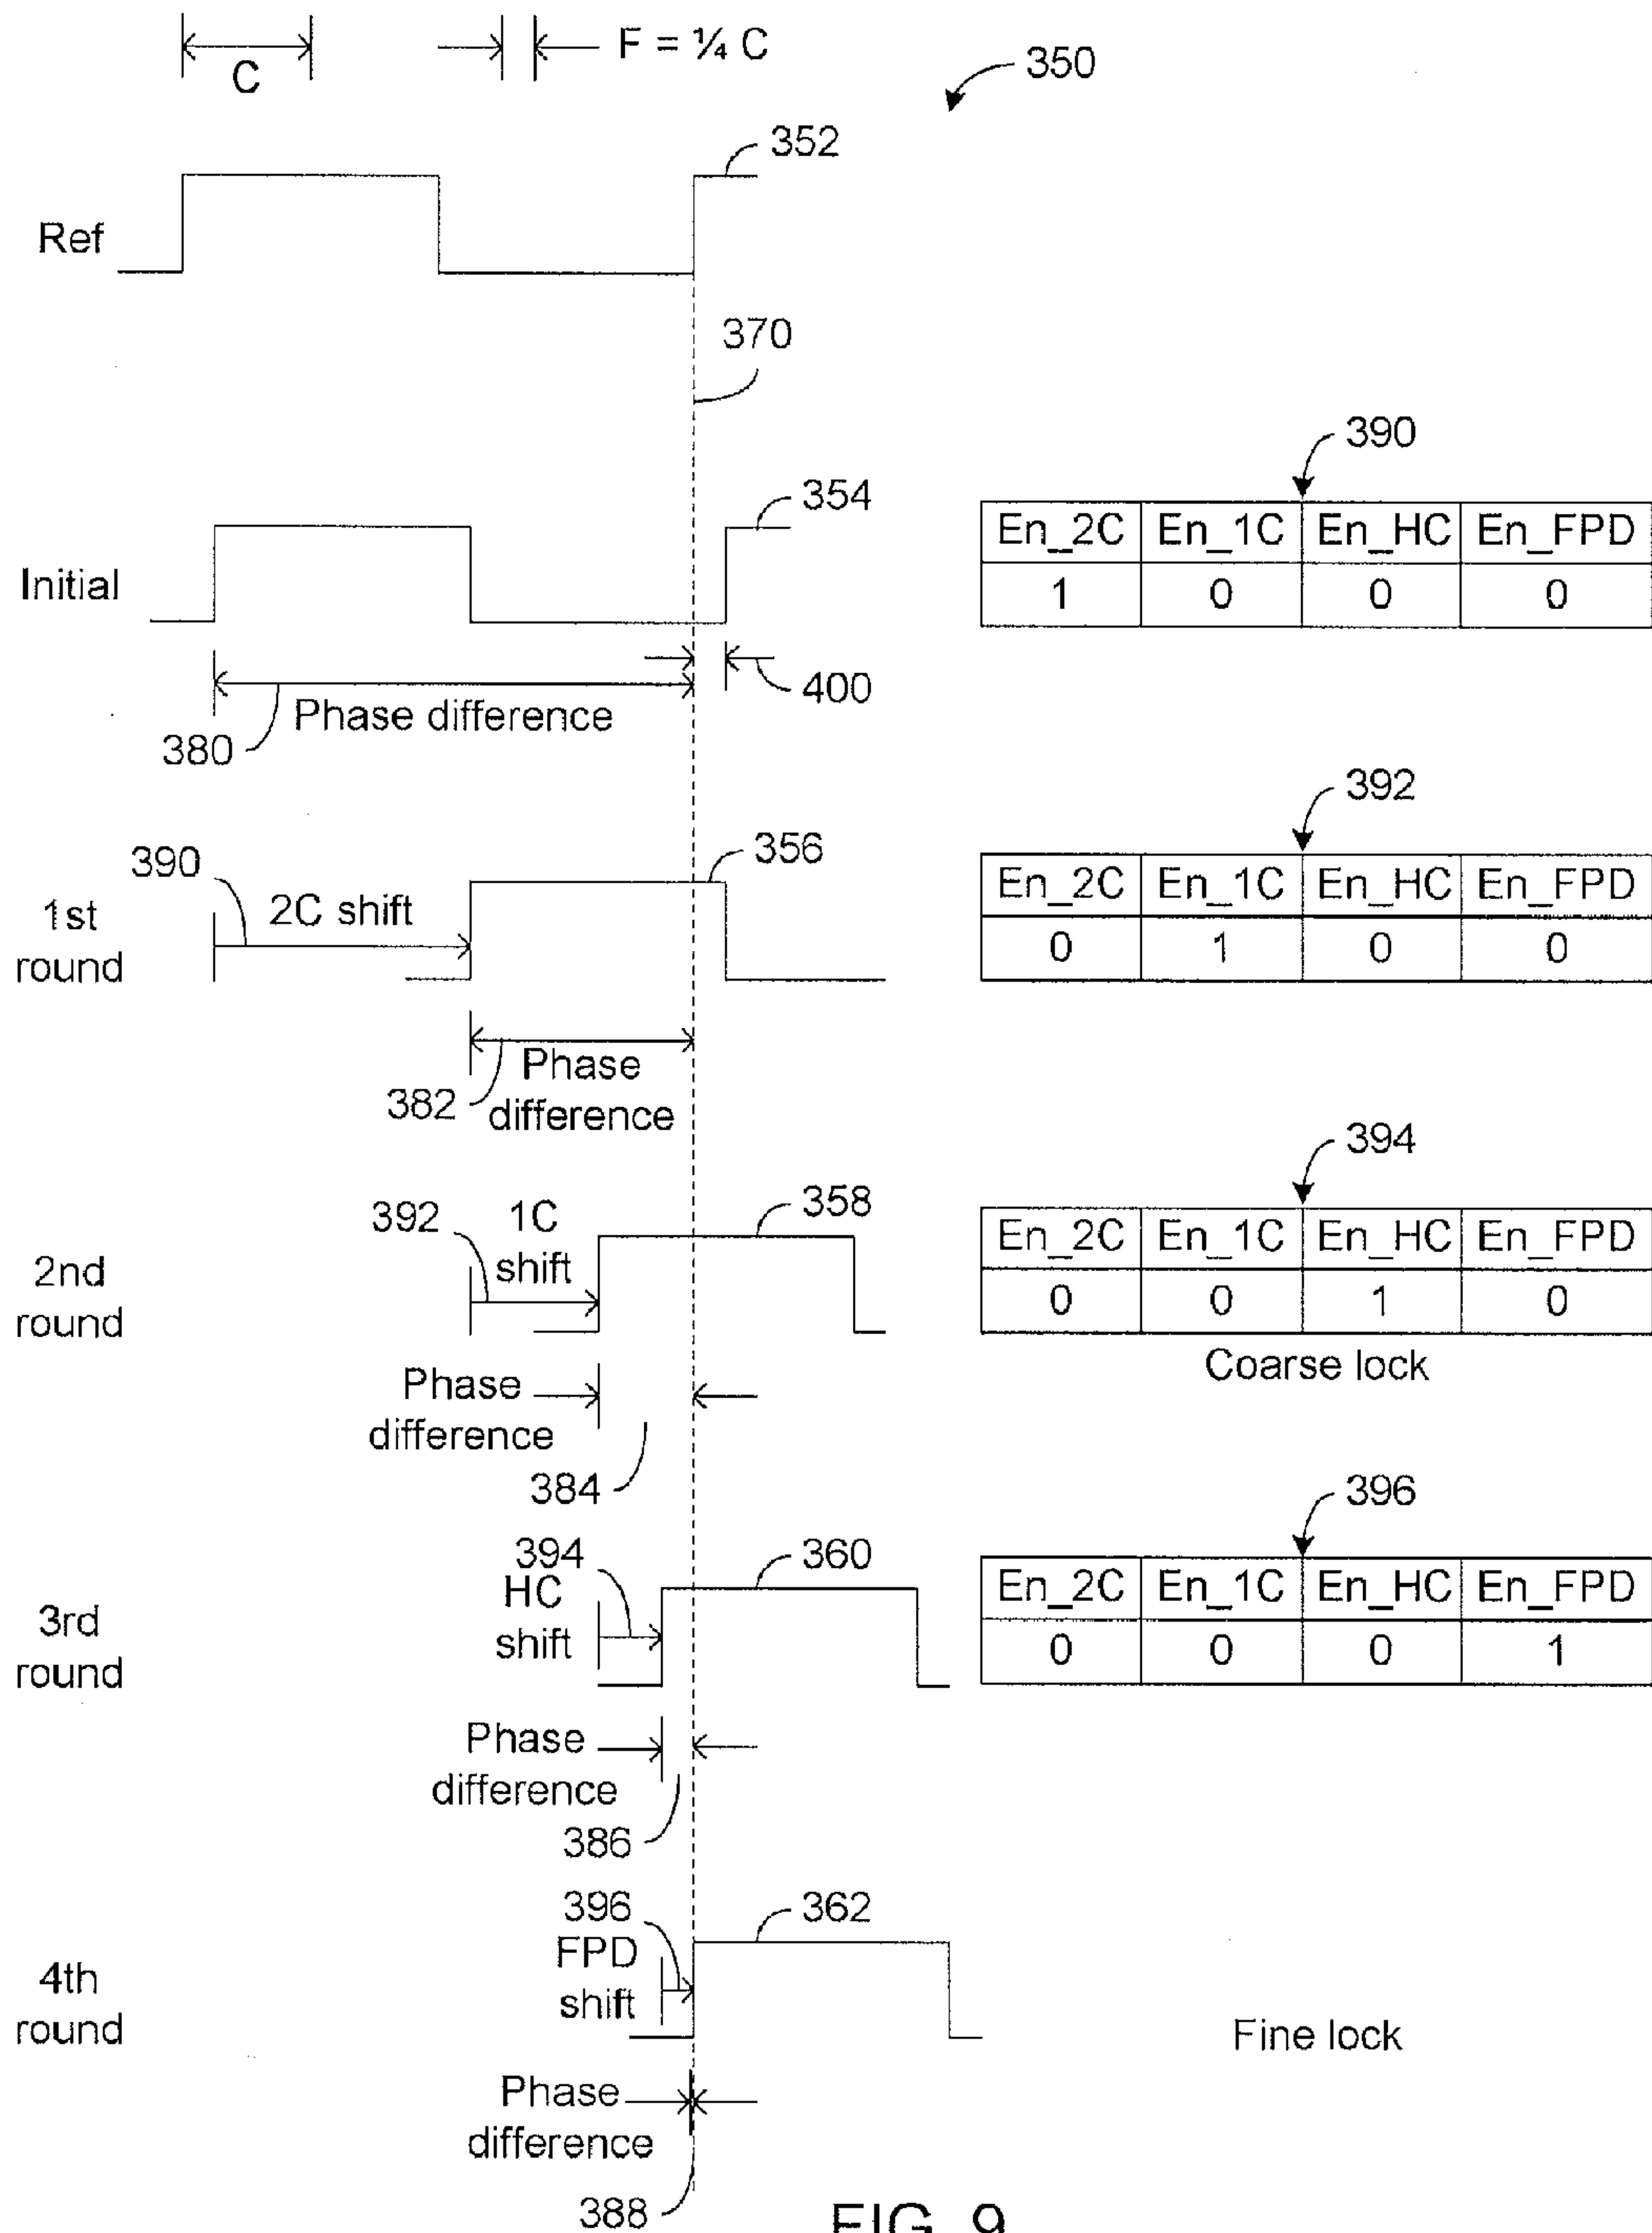 C
F = ¼ C
350
352
Ref
370
390
354
En_2C En_1C En_HC En_FPD
Initial
1 0 0 0
400
Phase difference
380
392
356
390
2C shift
En_2C En_1C En_HC En_FPD
1st
round
0 1 0 0
Phase
difference
382
394
392
1C
shift
358
En_2C En_1C En_HC En_FPD
2nd
round
0 0 1 0
Coarse lock
Phase
difference
384
396
394
HC
shift
360
En_2C En_1C En_HC En_FPD
3rd
round
0 0 0 1
Phase
difference
386
396
FPD
shift
362
4th
round
Fine lock
Phase
difference
388
FIG. 9